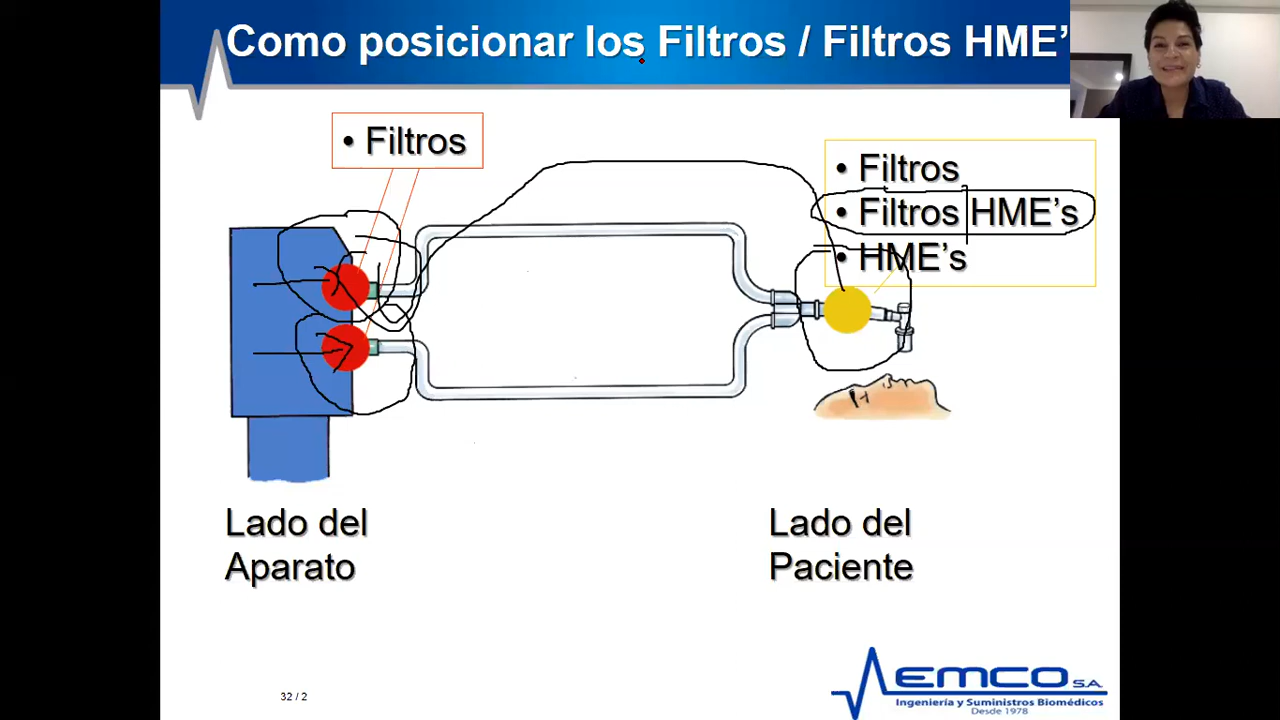 Como posicionar los Filtros / Filtros HME’
• Filtros
• Filtros
• Filtros HME’s
• HME’s
Lado del
Aparato
Lado del
Paciente
32 / 2
EMCO S.A.
Ingeniería y Suministros Biomédicos
Desde 1978